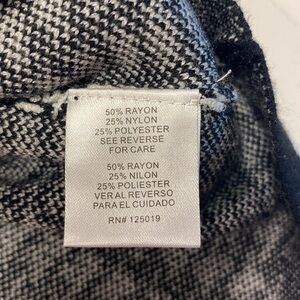 50% RAYON
25% NYLON
25% POLYESTER
SEE REVERSE
FOR CARE
50% RAYON
25% NILON
25% POLIESTER
VER AL REVERSO
PARA EL CUIDADO
RN# 125019